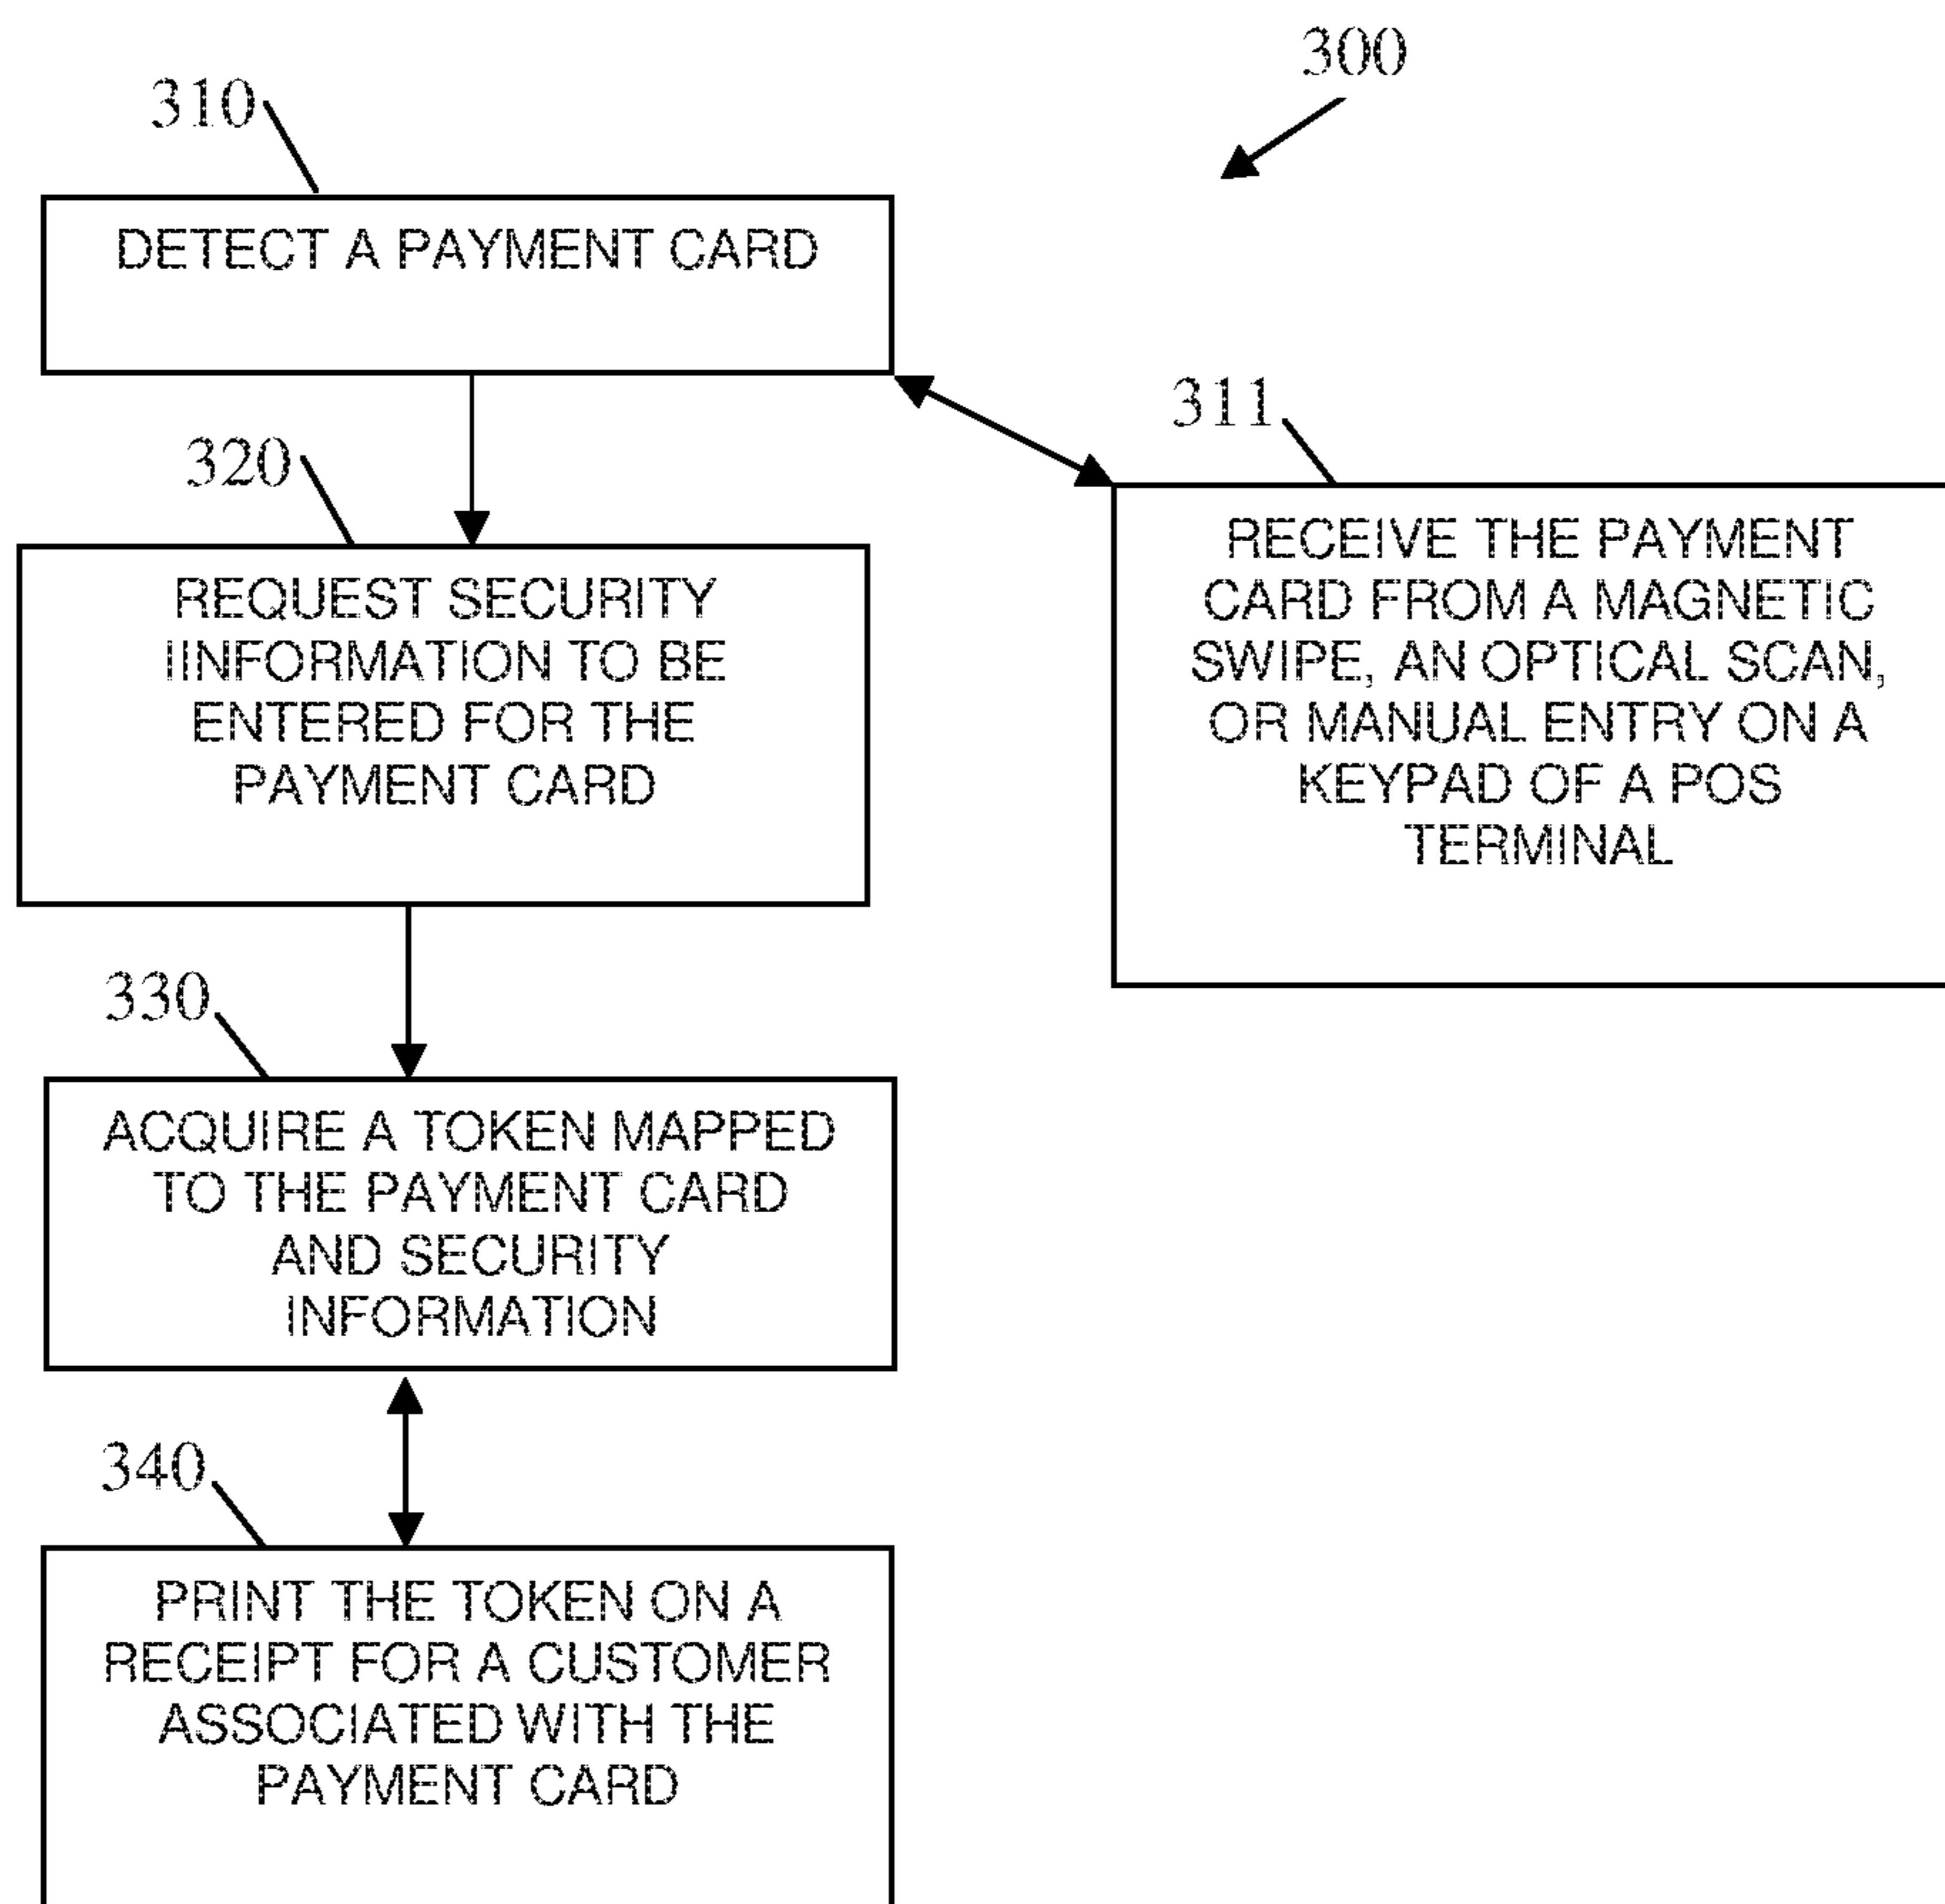 300
310
DETECT A PAYMENT CARD
311
RECEIVE THE PAYMENT
CARD FROM A MAGNETIC
SWIPE, AN OPTICAL SCAN,
OR MANUAL ENTRY ON A
KEYPAD OF A POS
TERMINAL
320
REQUEST SECURITY
IINFORMATION TO BE
ENTERED FOR THE
PAYMENT CARD
330
ACQUIRE A TOKEN MAPPED
TO THE PAYMENT CARD
AND SECURITY
INFORMATION
340
PRINT THE TOKEN ON A
RECEIPT FOR A CUSTOMER
ASSOCIATED WITH THE
PAYMENT CARD